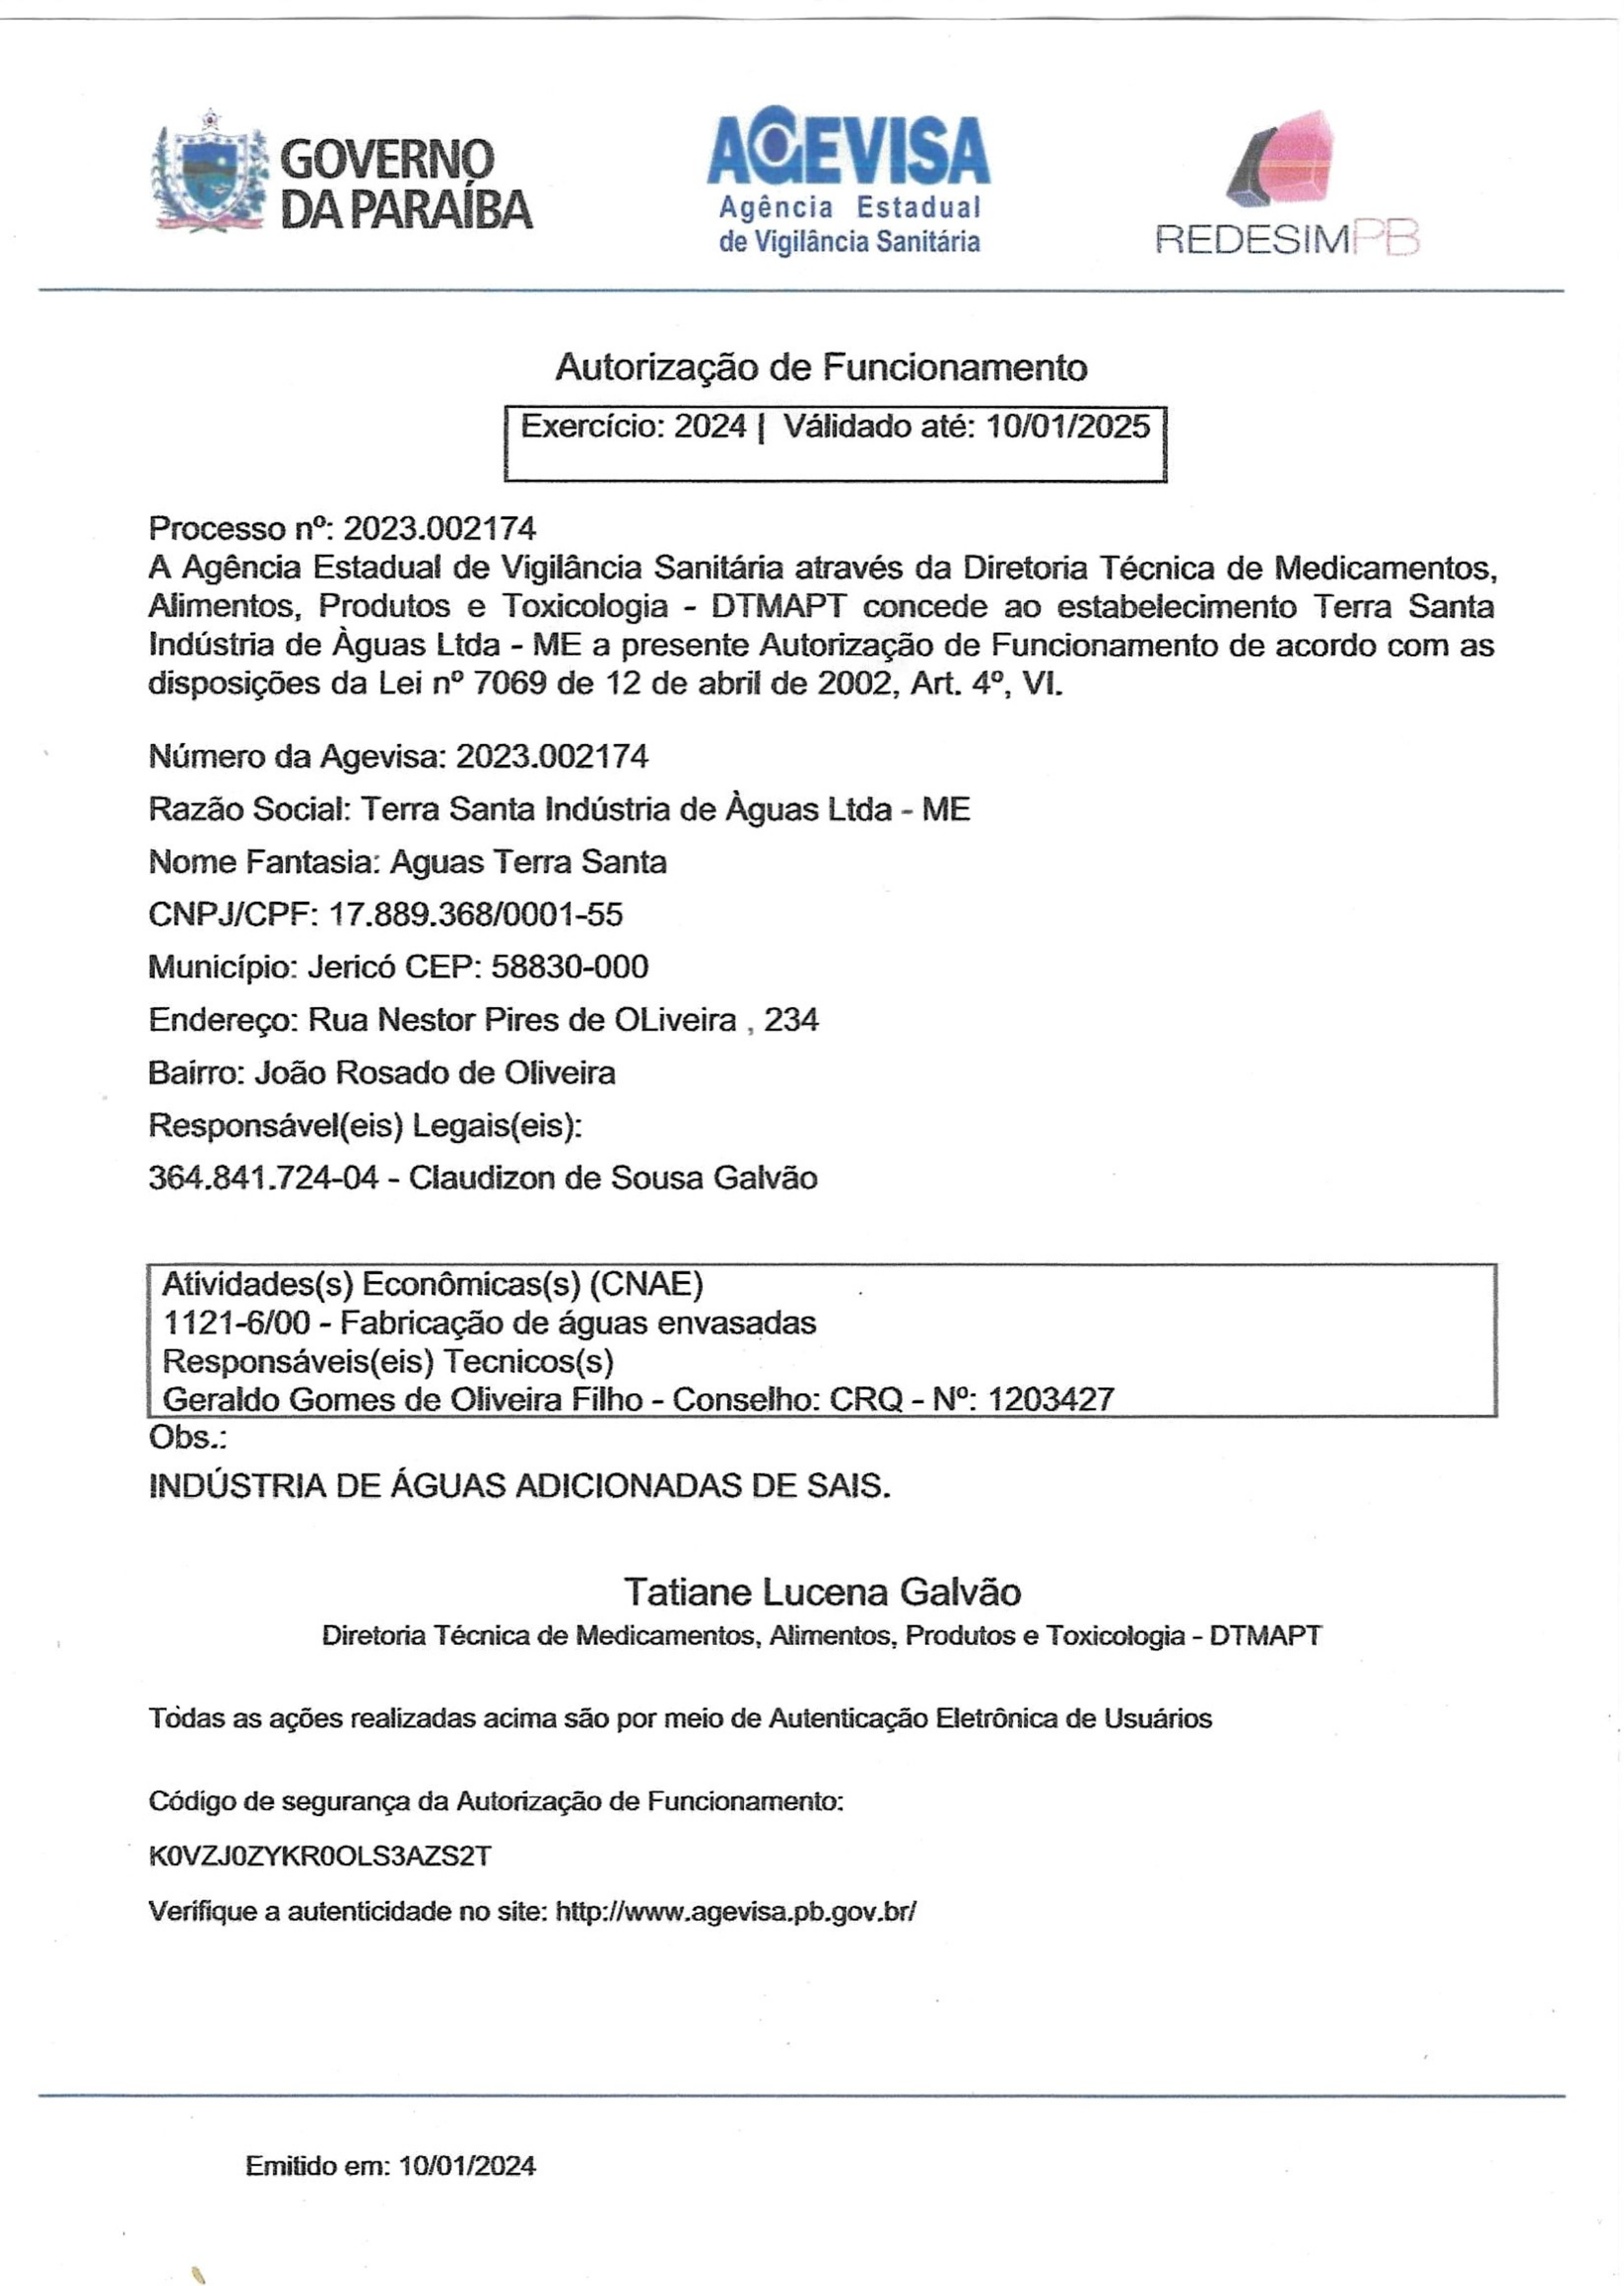 GOVERNO
DA PARAÍBA
AGEVISA
Agência Estadual
de Vigilância Sanitária
REDESIMPB
Autorização de Funcionamento
Exercício: 2024 | Válidado até: 10/01/2025
Processo nº: 2023.002174
A Agência Estadual de Vigilância Sanitária através da Diretoria Técnica de Medicamentos,
Alimentos, Produtos e Toxicologia - DTMAPT concede ao estabelecimento Terra Santa
Indústria de Àguas Ltda - ME a presente Autorização de Funcionamento de acordo com as
disposições da Lei nº 7069 de 12 de abril de 2002, Art. 4º, VI.
Número da Agevisa: 2023.002174
Razão Social: Terra Santa Indústria de Àguas Ltda - ME
Nome Fantasia: Aguas Terra Santa
CNPJ/CPF: 17.889.368/0001-55
Município: Jericó CEP: 58830-000
Endereço: Rua Nestor Pires de OLiveira , 234
Bairro: João Rosado de Oliveira
Responsável(eis) Legais(eis):
364.841.724-04 - Claudizon de Sousa Galvão
Atividades(s) Econômicas(s) (CNAE)
1121-6/00 - Fabricação de águas envasadas
Responsáveis(eis) Tecnicos(s)
Geraldo Gomes de Oliveira Filho - Conselho: CRQ - Nº: 1203427
Obs.:
INDÚSTRIA DE ÁGUAS ADICIONADAS DE SAIS.
Tatiane Lucena Galvão
Diretoria Técnica de Medicamentos, Alimentos, Produtos e Toxicologia - DTMAPT
Todas as ações realizadas acima são por meio de Autenticação Eletrônica de Usuários
Código de segurança da Autorização de Funcionamento:
K0VZJ0ZYKR0OLS3AZS2T
Verifique a autenticidade no site: http://www.agevisa.pb.gov.br/
Emitido em: 10/01/2024